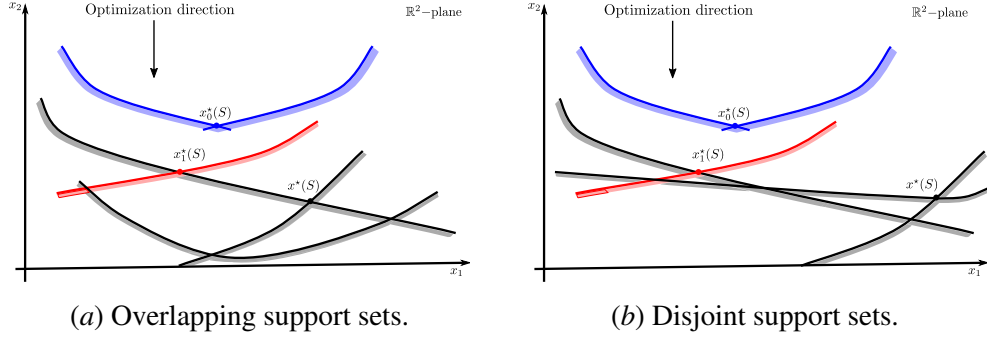 x₂
Optimization direction
ℝ²−plane
x₀⋆(S)
x₁⋆(S)
x⋆(S)
x₁
(a) Overlapping support sets.
x₂
Optimization direction
ℝ²−plane
x₀⋆(S)
x₁⋆(S)
x⋆(S)
x₁
(b) Disjoint support sets.